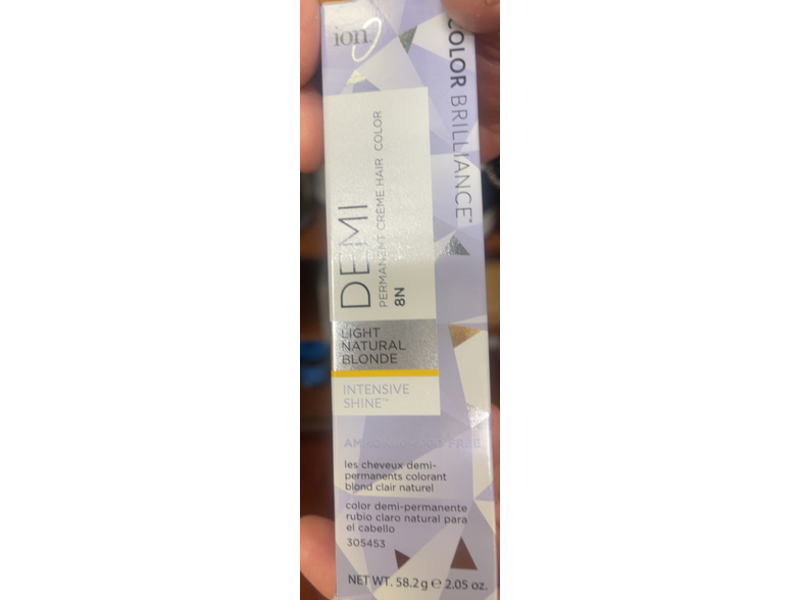 ion
COLOR BRILLIANCE
DEMI
PERMANENT CRÈME HAIR COLOR
8N
LIGHT
NATURAL
BLONDE
INTENSIVE
SHINE™
FREE
les cheveux demi-
permanents colorant
blond clair naturel
color demi-permanente
rubio claro natural para
el cabello
305453
NET WT. 58.2g ℮ 2.05 oz.